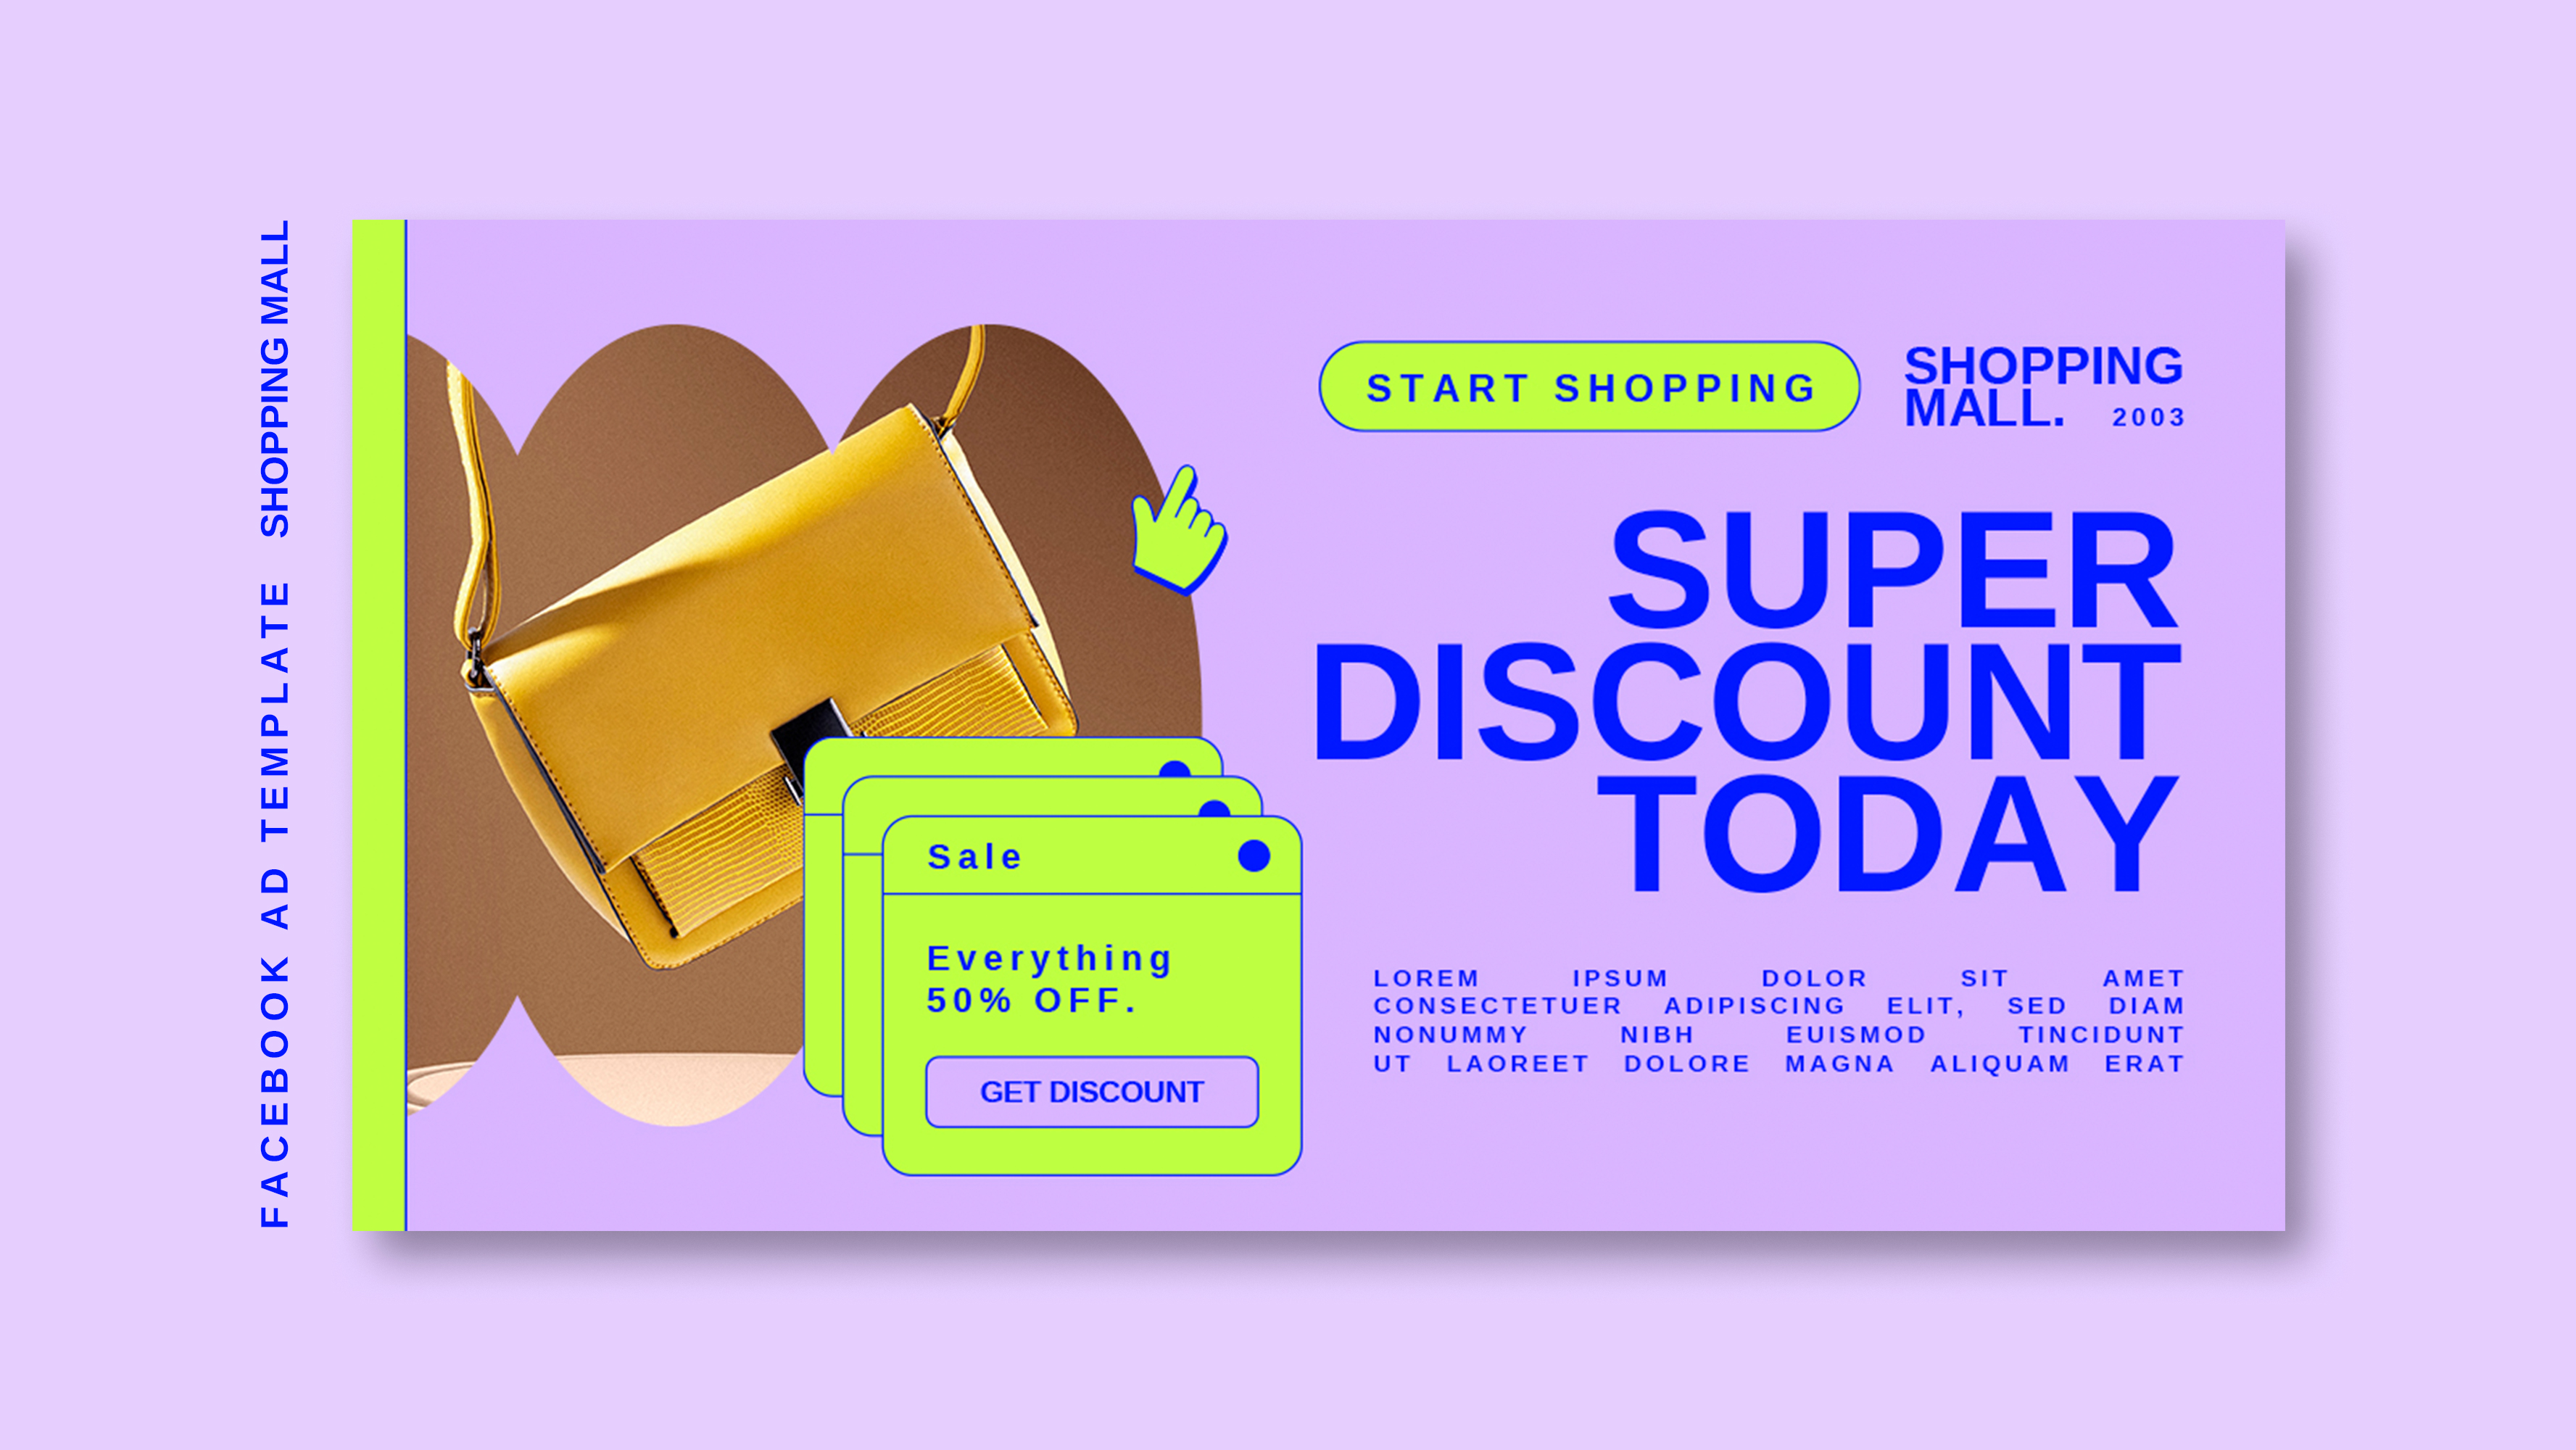 FACEBOOK AD TEMPLATE SHOPPING MALL
START SHOPPING
SHOPPING
MALL. 2003
SUPER
DISCOUNT
TODAY
Sale
Everything
50% OFF.
GET DISCOUNT
LOREM IPSUM DOLOR SIT AMET
CONSECTETUER ADIPISCING ELIT, SED DIAM
NONUMMY NIBH EUISMOD TINCIDUNT
UT LAOREET DOLORE MAGNA ALIQUAM ERAT